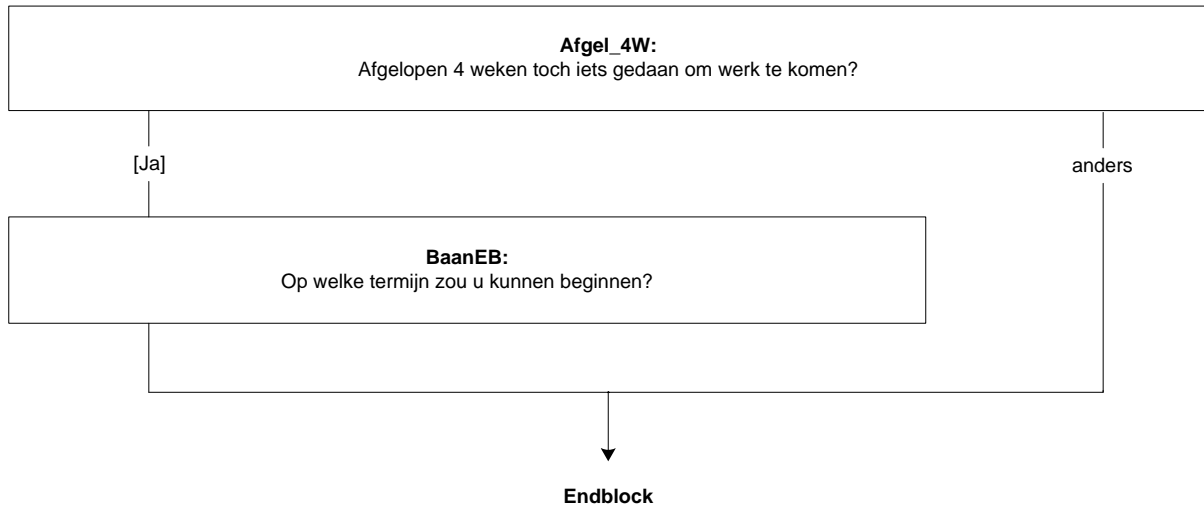 Afgel_4W:
Afgelopen 4 weken toch iets gedaan om werk te komen?
[Ja]
anders
BaanEB:
Op welke termijn zou u kunnen beginnen?
Endblock